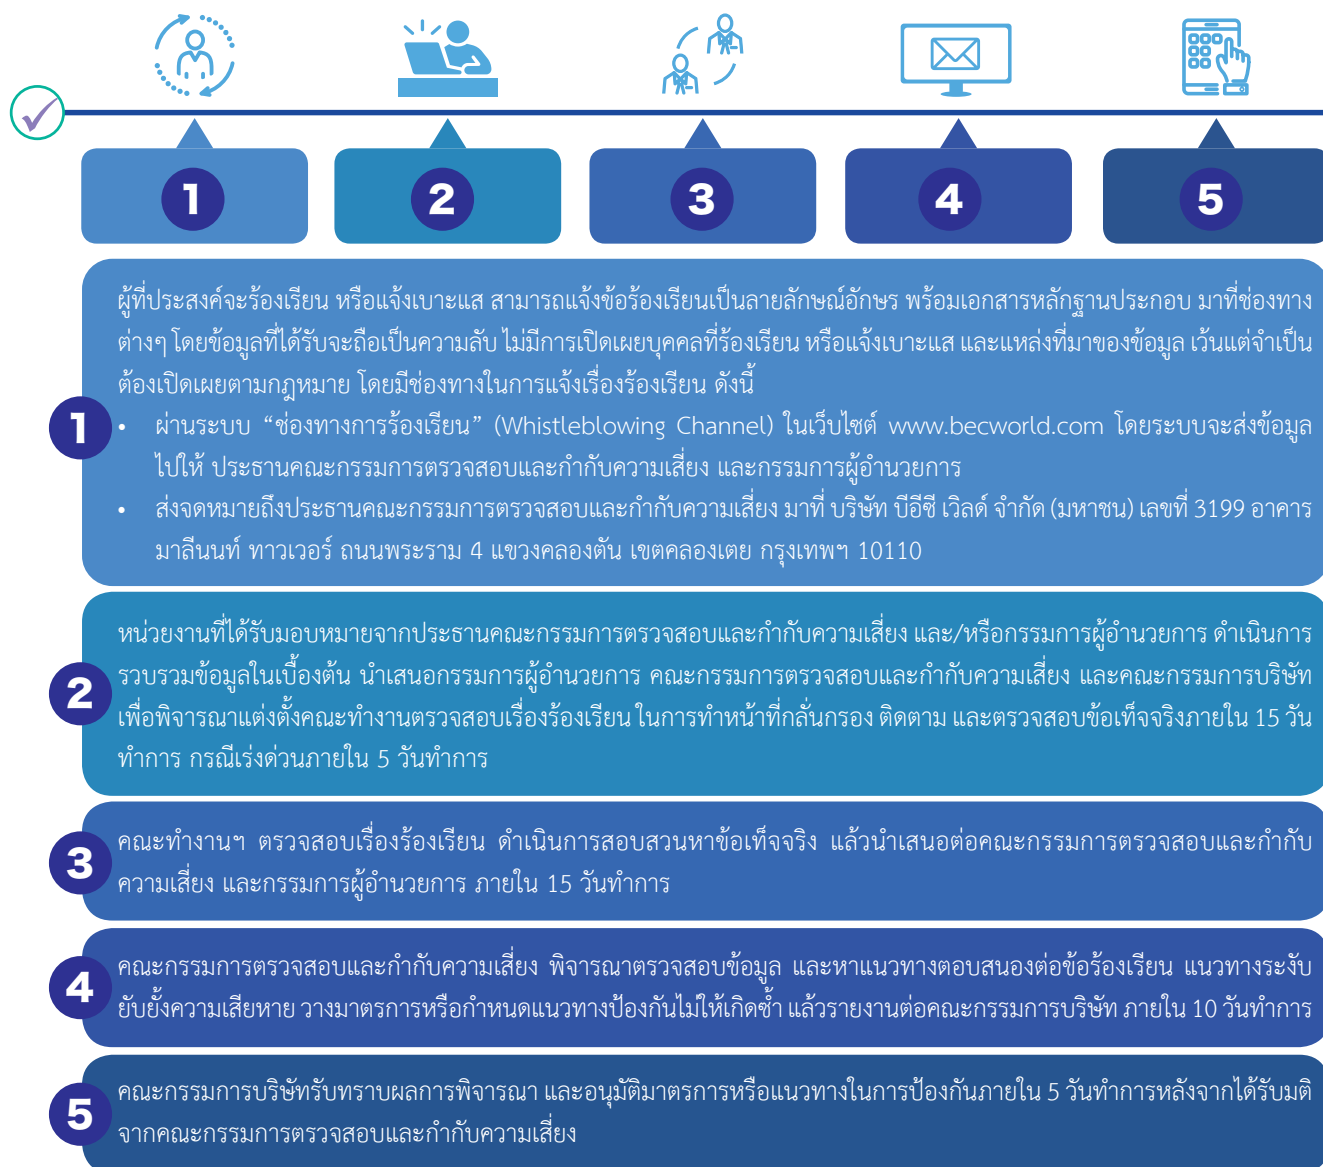 1 2 3 4 5
ผู้ที่ประสงค์จะร้องเรียน หรือแจ้งเบาะแส สามารถแจ้งข้อร้องเรียนเป็นลายลักษณ์อักษร พร้อมเอกสารหลักฐานประกอบ มาที่ช่องทาง
ต่างๆ โดยข้อมูลที่ได้รับจะถือเป็นความลับ ไม่มีการเปิดเผยบุคคลที่ร้องเรียน หรือแจ้งเบาะแส และแหล่งที่มาของข้อมูล เว้นแต่จำเป็น
ต้องเปิดเผยตามกฎหมาย โดยมีช่องทางในการแจ้งเรื่องร้องเรียน ดังนี้
1
• ผ่านระบบ “ช่องทางการร้องเรียน” (Whistleblowing Channel) ในเว็บไซต์ www.becworld.com โดยระบบจะส่งข้อมูล
ไปให้ ประธานคณะกรรมการตรวจสอบและกำกับความเสี่ยง และกรรมการผู้อำนวยการ
• ส่งจดหมายถึงประธานคณะกรรมการตรวจสอบและกำกับความเสี่ยง มาที่ บริษัท บีอีซี เวิลด์ จำกัด (มหาชน) เลขที่ 3199 อาคาร
มาลีนนท์ ทาวเวอร์ ถนนพระราม 4 แขวงคลองตัน เขตคลองเตย กรุงเทพฯ 10110
หน่วยงานที่ได้รับมอบหมายจากประธานคณะกรรมการตรวจสอบและกำกับความเสี่ยง และ/หรือกรรมการผู้อำนวยการ ดำเนินการ
2
รวบรวมข้อมูลในเบื้องต้น นำเสนอกรรมการผู้อำนวยการ คณะกรรมการตรวจสอบและกำกับความเสี่ยง และคณะกรรมการบริษัท
เพื่อพิจารณาแต่งตั้งคณะทำงานตรวจสอบเรื่องร้องเรียน ในการทำหน้าที่กลั่นกรอง ติดตาม และตรวจสอบข้อเท็จจริงภายใน 15 วัน
ทำการ กรณีเร่งด่วนภายใน 5 วันทำการ
3
คณะทำงานฯ ตรวจสอบเรื่องร้องเรียน ดำเนินการสอบสวนหาข้อเท็จจริง แล้วนำเสนอต่อคณะกรรมการตรวจสอบและกำกับ
ความเสี่ยง และกรรมการผู้อำนวยการ ภายใน 15 วันทำการ
4
คณะกรรมการตรวจสอบและกำกับความเสี่ยง พิจารณาตรวจสอบข้อมูล และหาแนวทางตอบสนองต่อข้อร้องเรียน แนวทางระงับ
ยับยั้งความเสียหาย วางมาตรการหรือกำหนดแนวทางป้องกันไม่ให้เกิดซ้ำ แล้วรายงานต่อคณะกรรมการบริษัท ภายใน 10 วันทำการ
5
คณะกรรมการบริษัทรับทราบผลการพิจารณา และอนุมัติมาตรการหรือแนวทางในการป้องกันภายใน 5 วันทำการหลังจากได้รับมติ
จากคณะกรรมการตรวจสอบและกำกับความเสี่ยง